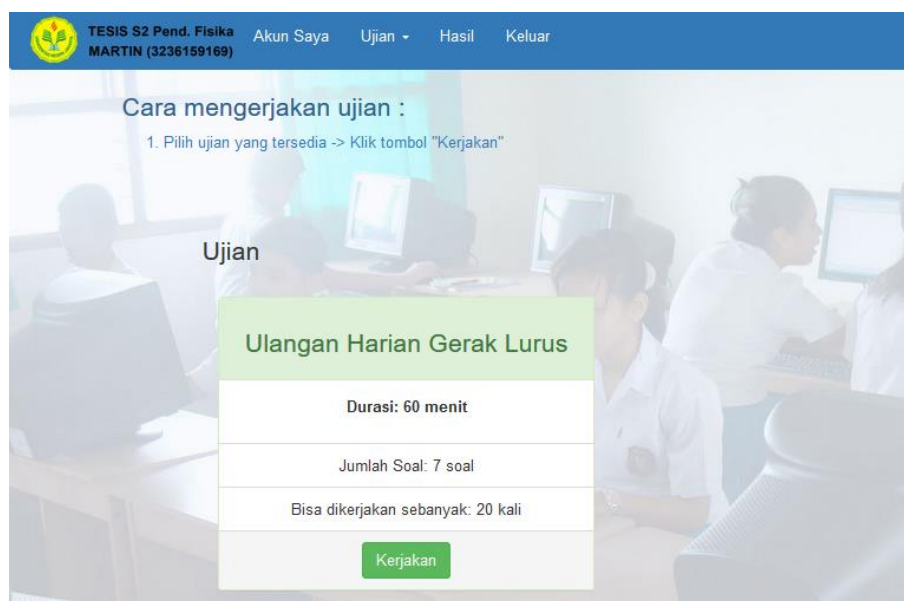 TESIS S2 Pend. Fisika
MARTIN (3236159169)
Akun Saya
Ujian
Hasil
Keluar
Cara mengerjakan ujian :
1. Pilih ujian yang tersedia -> Klik tombol "Kerjakan"
Ujian
Ulangan Harian Gerak Lurus
Durasi: 60 menit
Jumlah Soal: 7 soal
Bisa dikerjakan sebanyak: 20 kali
Kerjakan